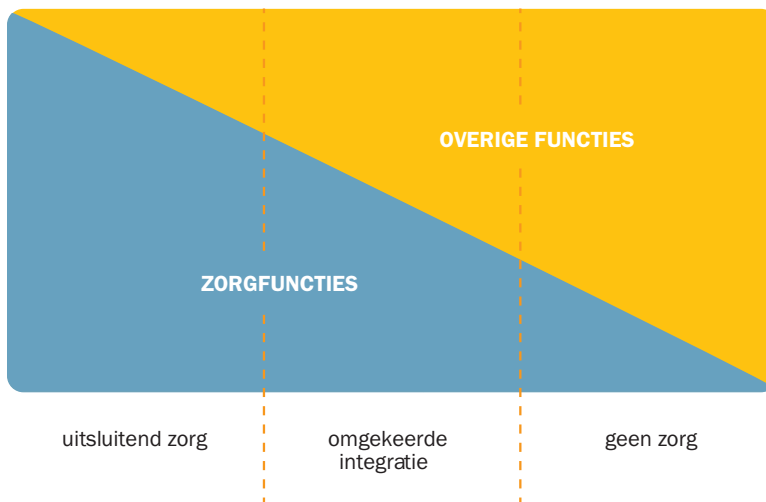 OVERIGE FUNCTIES
ZORGFUNCTIES
uitsluitend zorg
omgekeerde
integratie
geen zorg